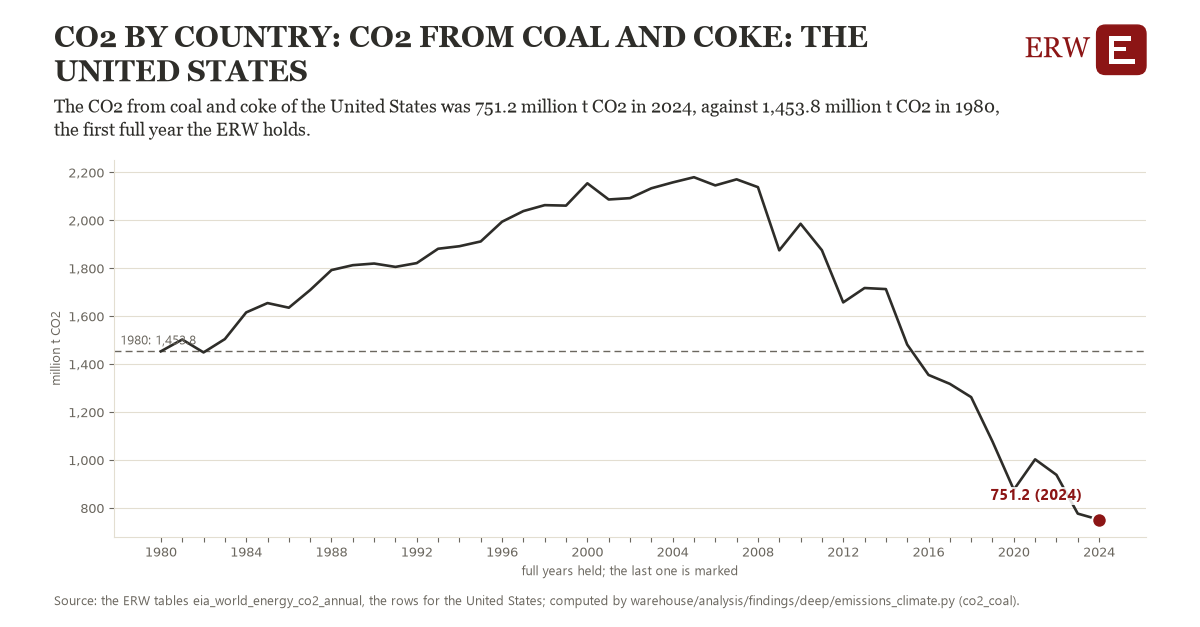 CO2 BY COUNTRY: CO2 FROM COAL AND COKE: THE
UNITED STATES
ERW E
The CO2 from coal and coke of the United States was 751.2 million t CO2 in 2024, against 1,453.8 million t CO2 in 1980,
the first full year the ERW holds.
million t CO2
2,200
2,000
1,800
1,600
1,400
1,200
1,000
800
1980: 1,453.8
751.2 (2024)
1980 1984 1988 1992 1996 2000 2004 2008 2012 2016 2020 2024
full years held; the last one is marked
Source: the ERW tables eia_world_energy_co2_annual, the rows for the United States; computed by warehouse/analysis/findings/deep/emissions_climate.py (co2_coal).